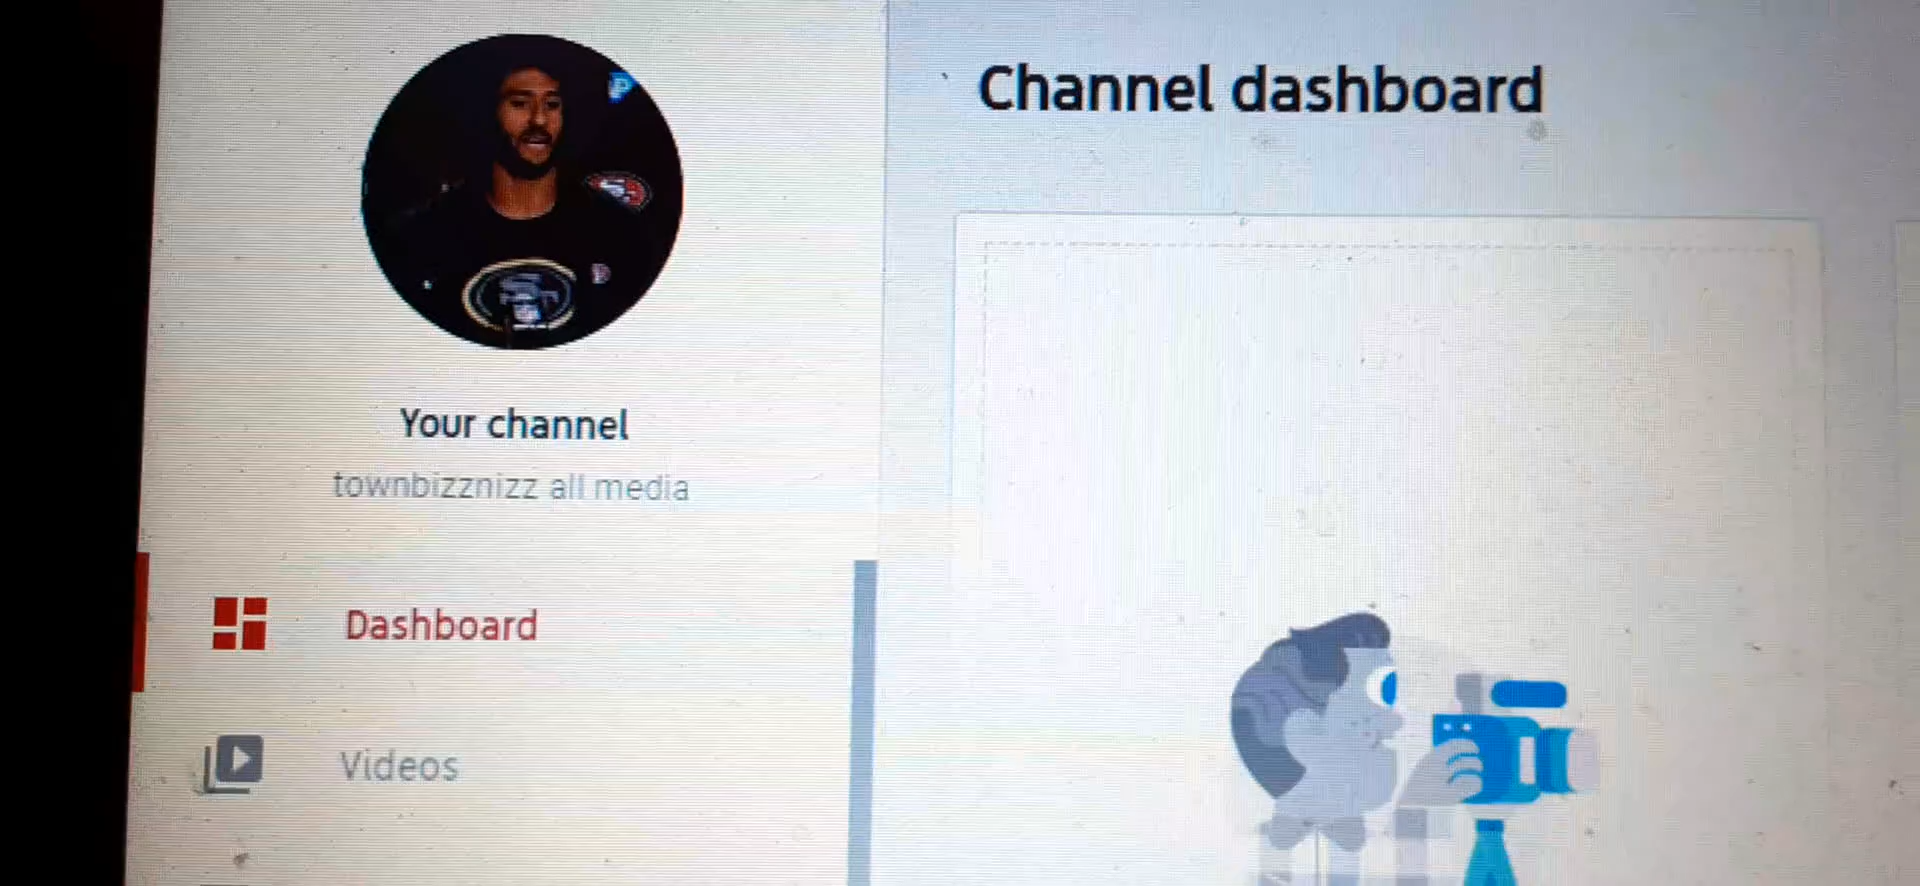 Channel dashboard
Your channel
townbizznizz all media
Dashboard
Videos